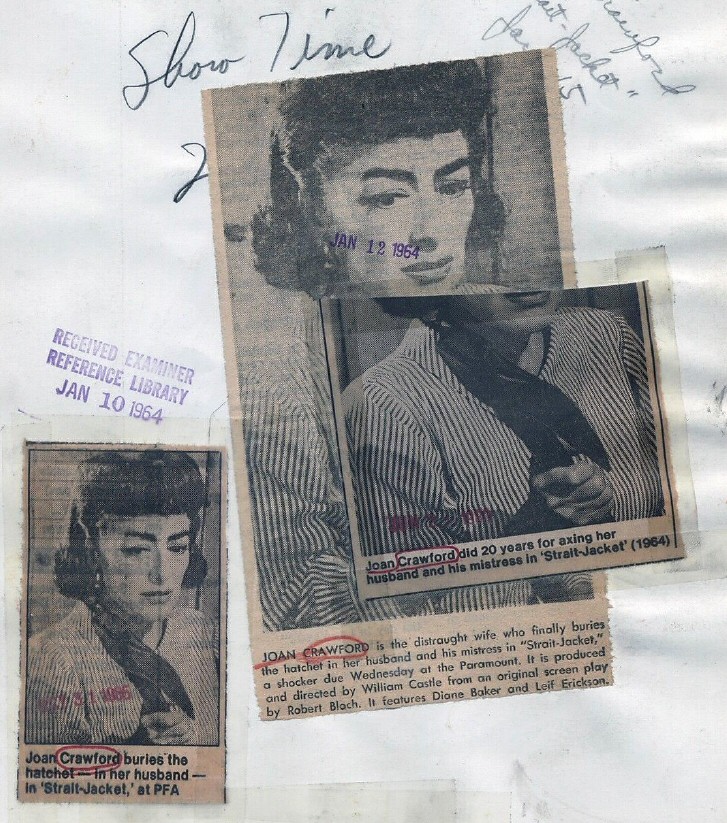 Show Time
Crawford
Jacket"
JAN 12 1964
RECEIVED EXAMINER
REFERENCE LIBRARY
JAN 10 1964
Joan Crawford did 20 years for axing her
husband and his mistress in 'Strait-Jacket' (1964)
JOAN CRAWFORD is the distraught wife who finally buries
the hatchet in her husband and his mistress in "Strait-Jacket,"
a shocker due Wednesday at the Paramount. It is produced
and directed by William Castle from an original screen play
by Robert Bloch. It features Diane Baker and Leif Erickson.
Joan Crawford buries the
hatchet — in her husband —
in 'Strait-Jacket,' at PFA